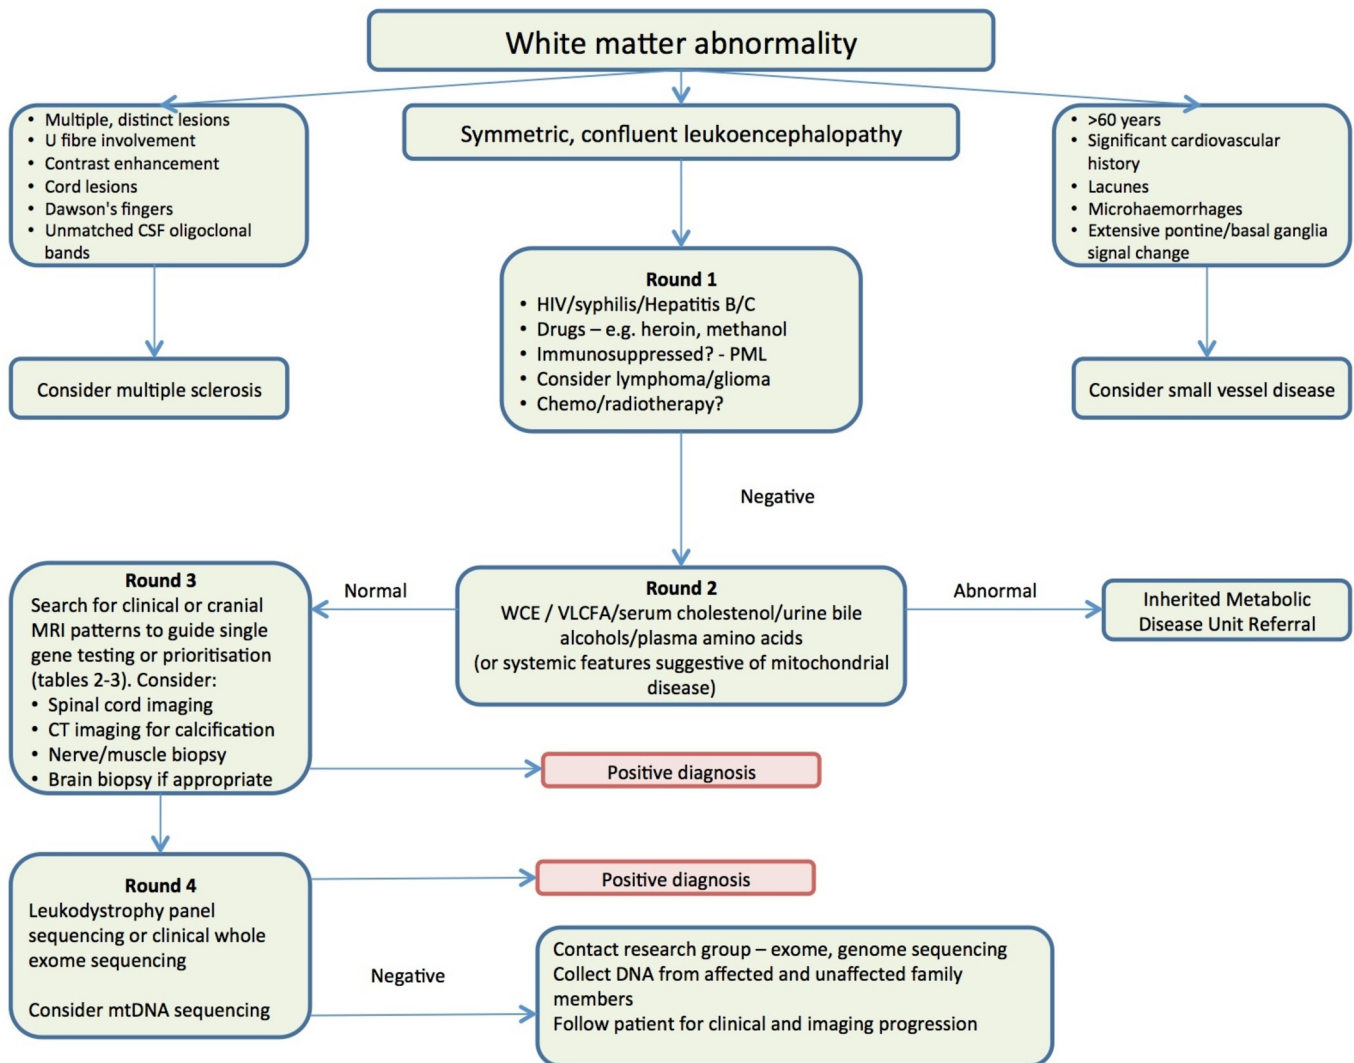 White matter abnormality
• Multiple, distinct lesions
• U fibre involvement
• Contrast enhancement
• Cord lesions
• Dawson's fingers
• Unmatched CSF oligoclonal
bands
Symmetric, confluent leukoencephalopathy
• >60 years
• Significant cardiovascular
history
• Lacunes
• Microhaemorrhages
• Extensive pontine/basal ganglia
signal change
Round 1
• HIV/syphilis/Hepatitis B/C
• Drugs – e.g. heroin, methanol
• Immunosuppressed? - PML
• Consider lymphoma/glioma
• Chemo/radiotherapy?
Consider multiple sclerosis
Consider small vessel disease
Negative
Round 3
Search for clinical or cranial
MRI patterns to guide single
gene testing or prioritisation
(tables 2-3). Consider:
• Spinal cord imaging
• CT imaging for calcification
• Nerve/muscle biopsy
• Brain biopsy if appropriate
Normal
Round 2
WCE / VLCFA/serum cholestenol/urine bile
alcohols/plasma amino acids
(or systemic features suggestive of mitochondrial
disease)
Abnormal
Inherited Metabolic
Disease Unit Referral
Positive diagnosis
Round 4
Leukodystrophy panel
sequencing or clinical whole
exome sequencing
Consider mtDNA sequencing
Positive diagnosis
Negative
Contact research group – exome, genome sequencing
Collect DNA from affected and unaffected family
members
Follow patient for clinical and imaging progression